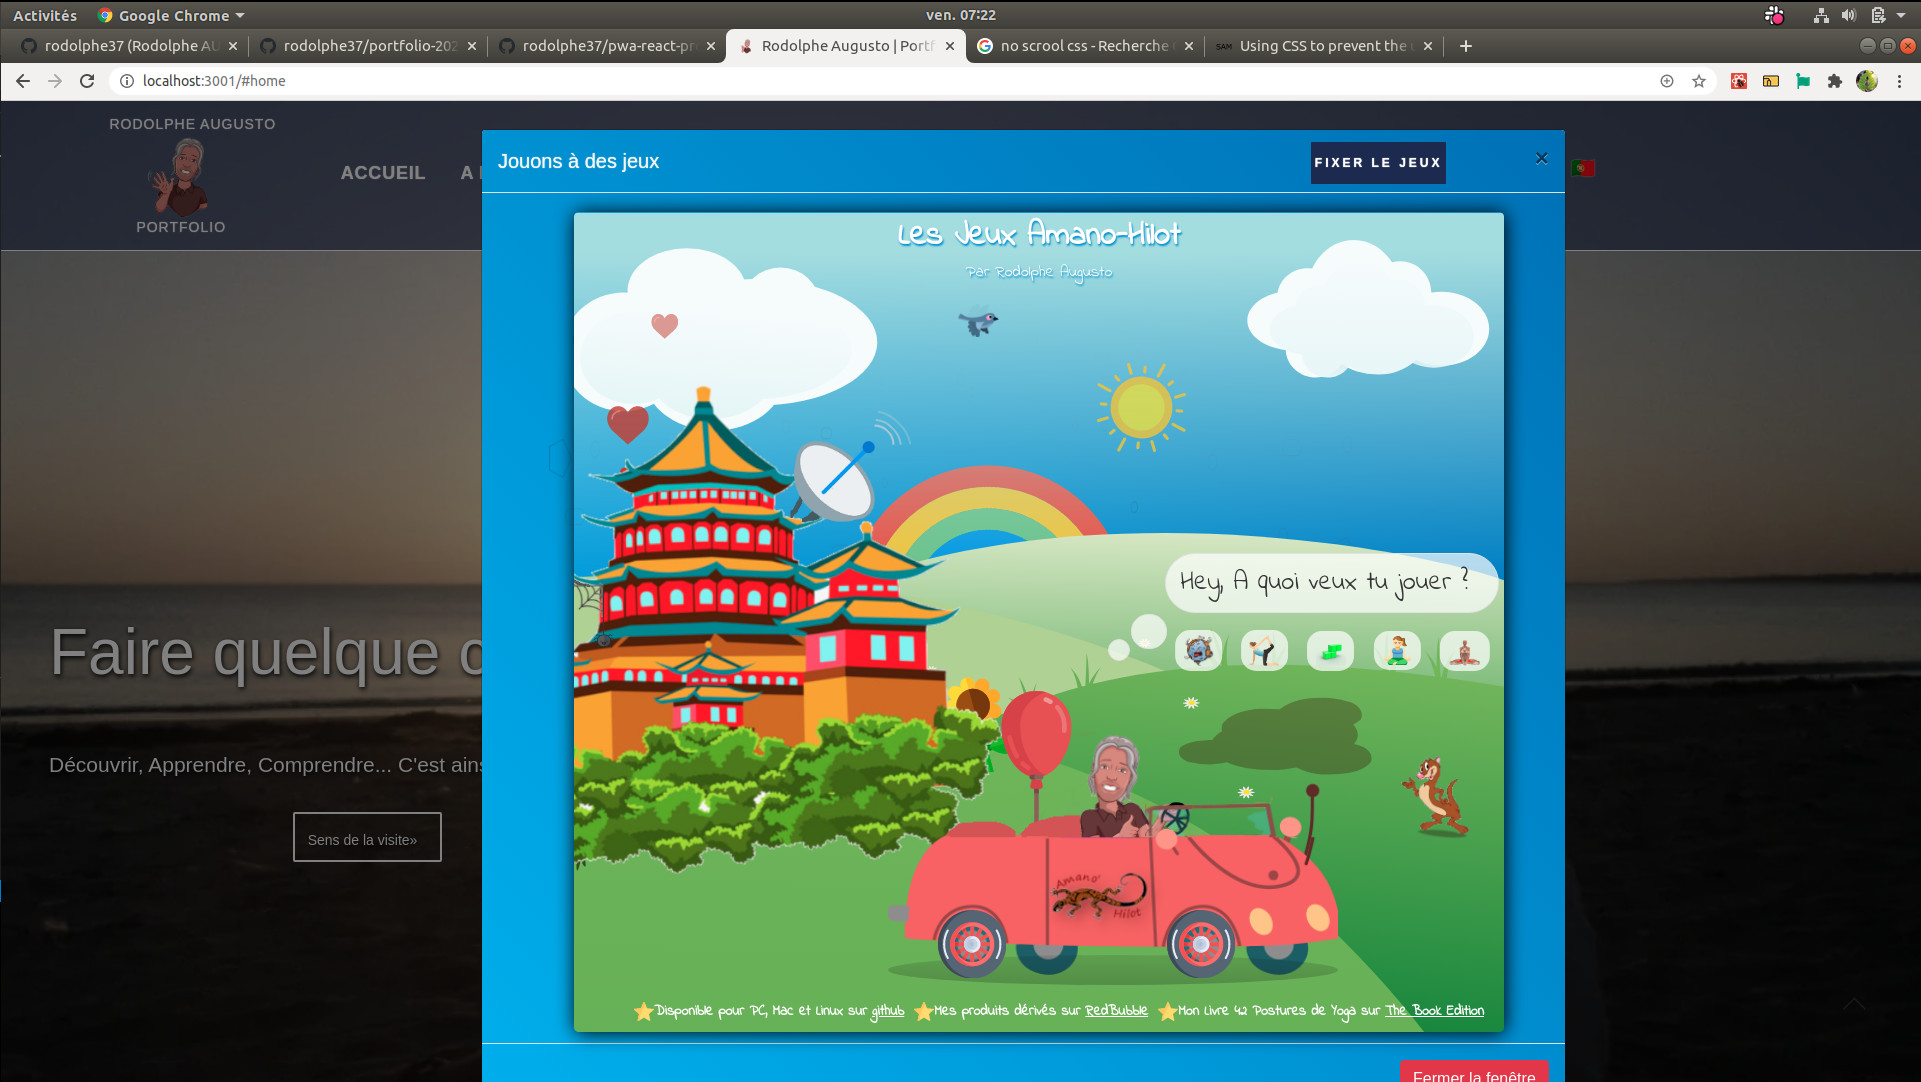 Activités Google Chrome ven. 07:22
rodolphe37 (Rodolphe AU rodolphe37/portfolio-202 rodolphe37/pwa-react-pr Rodolphe Augusto | Portf no scrool css - Recherche SAM Using CSS to prevent the
localhost:3001/#home
RODOLPHE AUGUSTO
PORTFOLIO
ACCUEIL A
Jouons à des jeux
FIXER LE JEUX
×
Les Jeux Amano-Hilot
Par Rodolphe Augusto
Hey, A quoi veux tu jouer ?
Faire quelque
Découvrir, Apprendre, Comprendre... C'est ains
Sens de la visite»
Amano'
Hilot
Disponible pour PC, Mac et Linux sur github Mes produits dérivés sur RedBubble Mon Livre 42 Postures de Yoga sur The Book Edition
Fermer la fenêtre